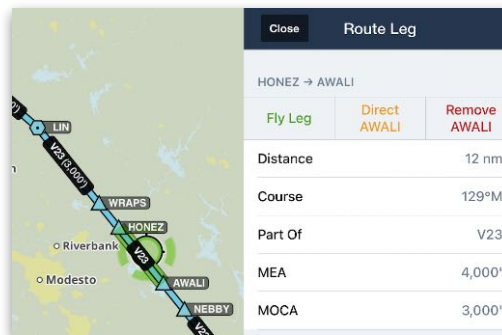 Close
Route Leg
HONEZ → AWALI
Fly Leg
Direct
AWALI
Remove
AWALI
Distance
12 nm
Course
129°M
Part Of
V23
MEA
4,000'
MOCA
3,000'
LIN
V23 (3,000')
WRAPS
HONEZ
V23
Riverbank
AWALI
Modesto
NEBBY